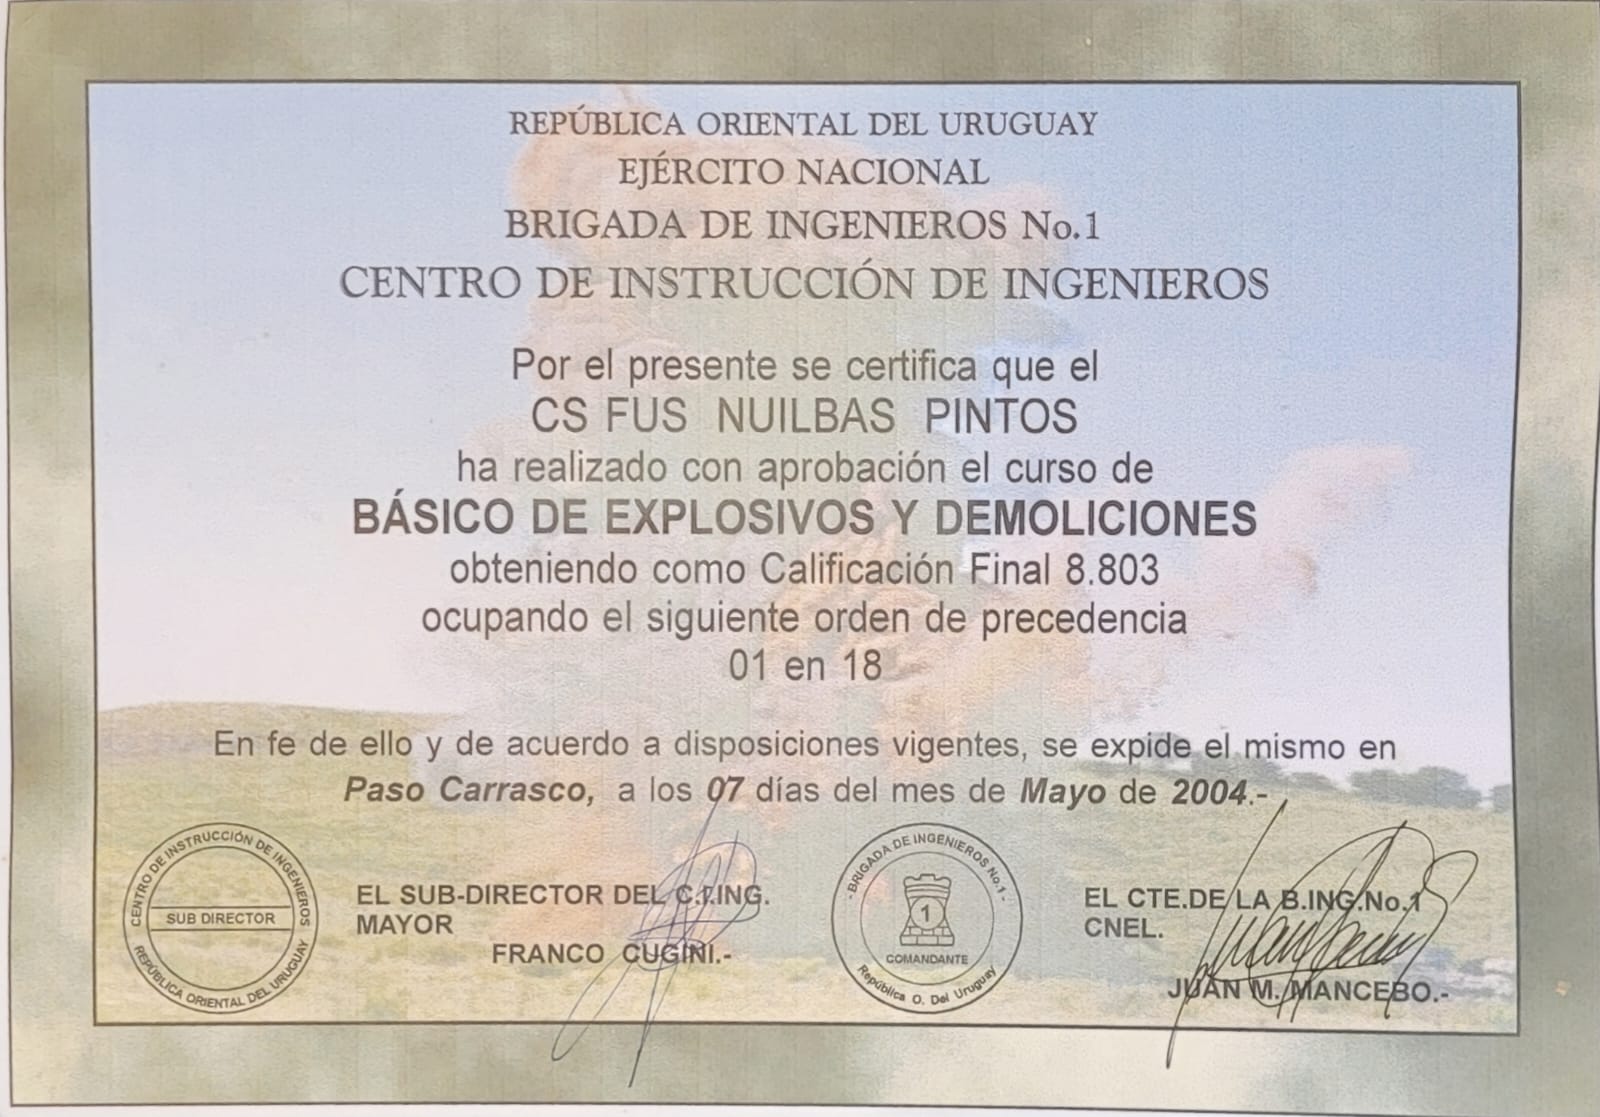 REPÚBLICA ORIENTAL DEL URUGUAY
EJÉRCITO NACIONAL
BRIGADA DE INGENIEROS No.1
CENTRO DE INSTRUCCIÓN DE INGENIEROS
Por el presente se certifica que el
CS FUS NUILBAS PINTOS
ha realizado con aprobación el curso de
BÁSICO DE EXPLOSIVOS Y DEMOLICIONES
obteniendo como Calificación Final 8.803
ocupando el siguiente orden de precedencia
01 en 18
En fe de ello y de acuerdo a disposiciones vigentes, se expide el mismo en
Paso Carrasco, a los 07 días del mes de Mayo de 2004.-
CENTRO DE INSTRUCCIÓN DE INGENIEROS
SUB DIRECTOR
REPÚBLICA ORIENTAL DEL URUGUAY
EL SUB-DIRECTOR DEL C.I.ING.
MAYOR
FRANCO CUGINI.-
- BRIGADA DE INGENIEROS No.1 -
1
COMANDANTE
República O. Del Uruguay
EL CTE.DE LA B.ING.No.1
CNEL.
JUAN M. MANCEBO.-